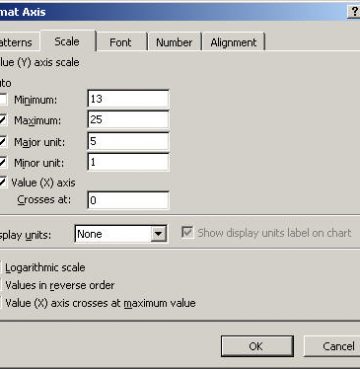 mat Axis
atterns Scale Font Number Alignment
lue (Y) axis scale
uto
Minimum: 13
Maximum: 25
Major unit: 5
Minor unit: 1
Value (X) axis
Crosses at: 0
splay units: None Show display units label on chart
Logarithmic scale
Values in reverse order
Value (X) axis crosses at maximum value
OK Cancel